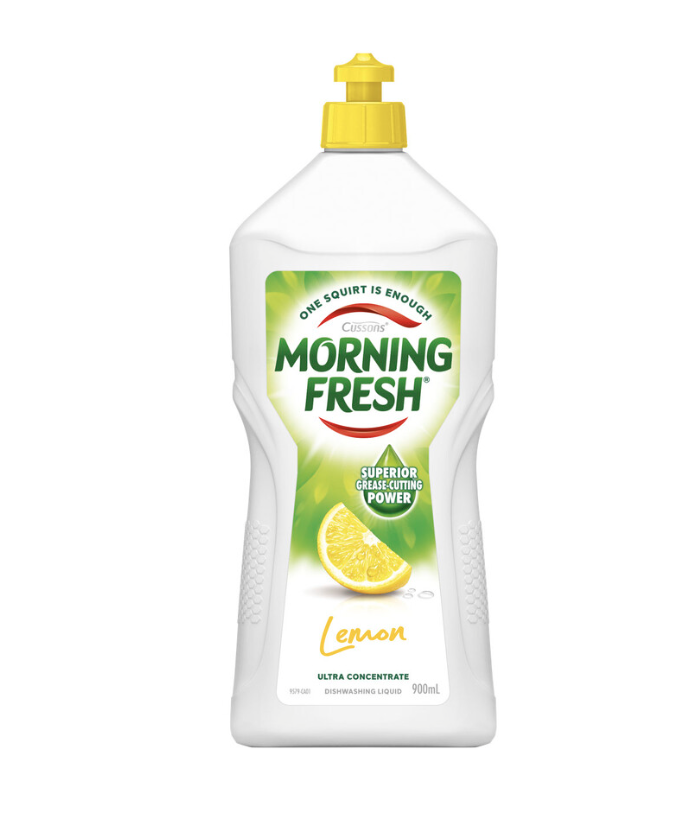 ONE SQUIRT IS ENOUGH
Cussons®
MORNING
FRESH®
SUPERIOR
GREASE-CUTTING
POWER
Lemon
ULTRA CONCENTRATE
DISHWASHING LIQUID 900mL